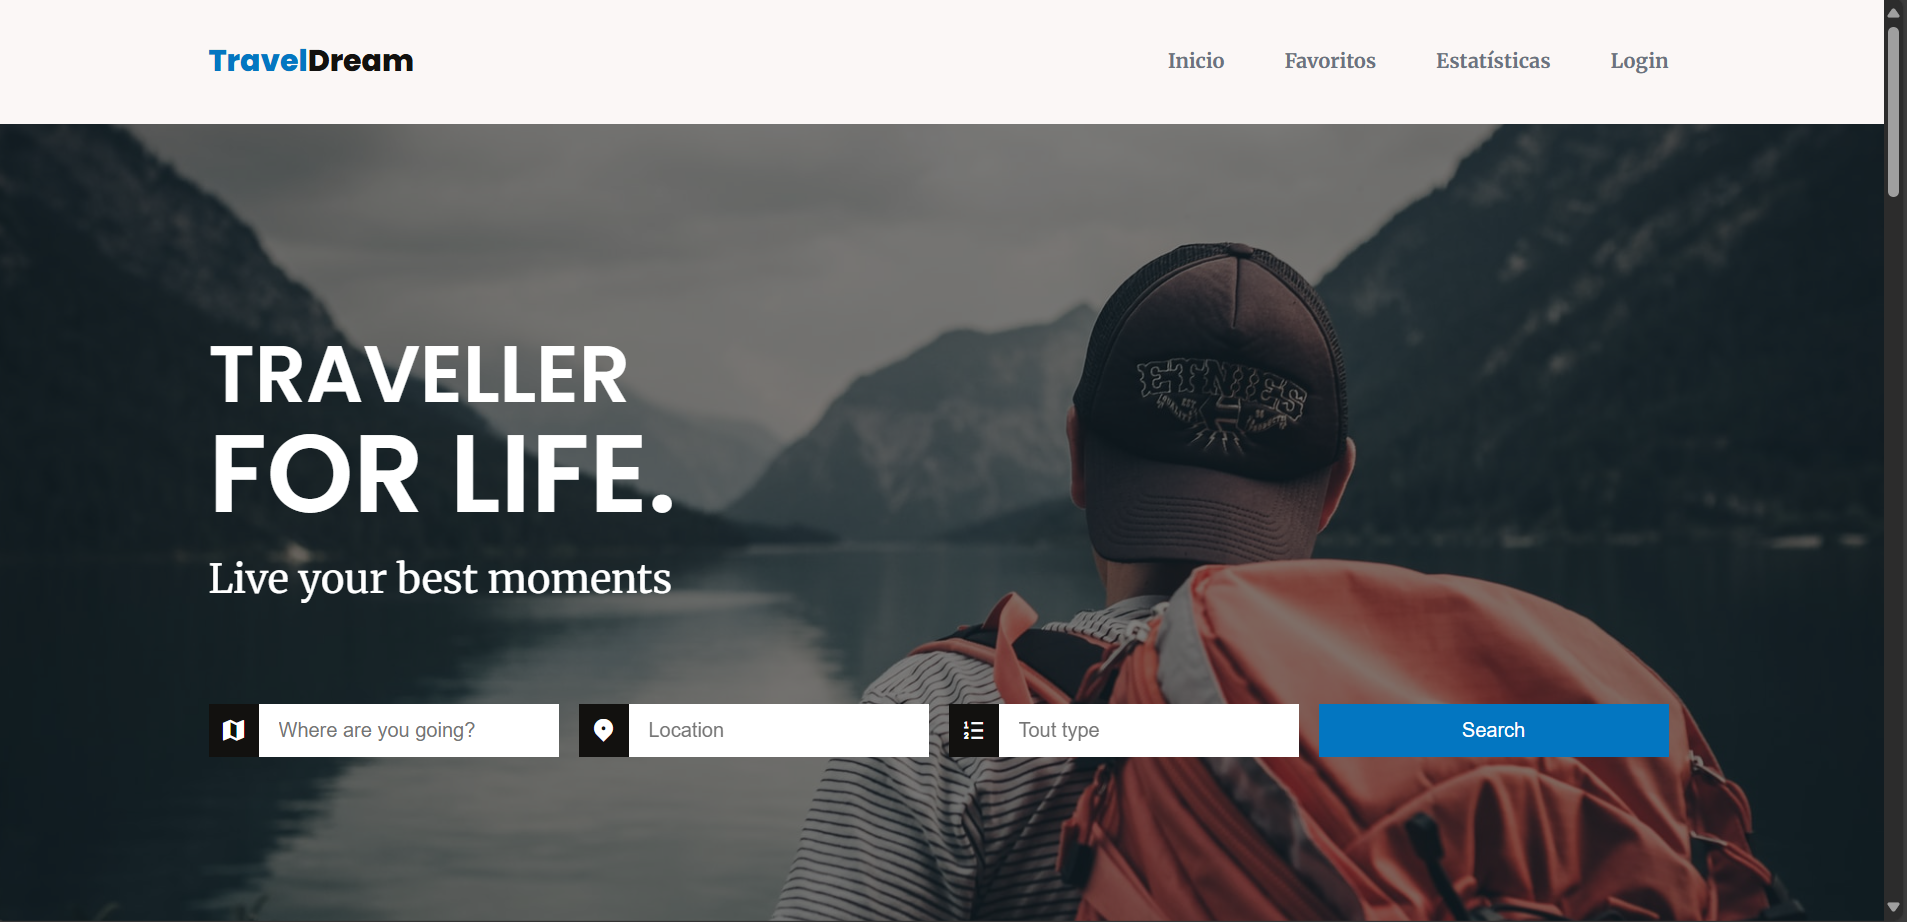 TravelDream
Inicio Favoritos Estatísticas Login
ETNIES
TRAVELLER
FOR LIFE.
Live your best moments
Where are you going? Location Tout type Search